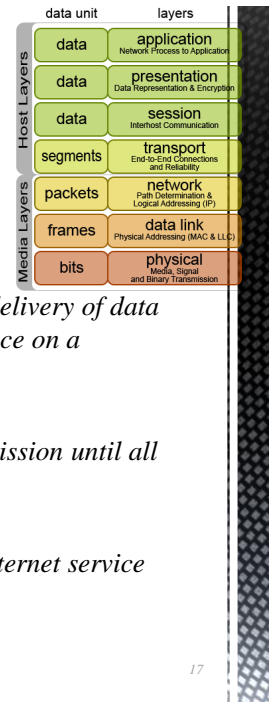 data unit layers
Host Layers
data application
Network Process to Application
data presentation
Data Representation & Encryption
data session
Interhost Communication
segments transport
End-to-End Connections
and Reliability
Media Layers
packets network
Path Determination &
Logical Addressing (IP)
frames data link
Physical Addressing (MAC & LLC)
bits physical
Media, Signal
and Binary Transmission
delivery of data
ce on a
ission until all
ternet service
17